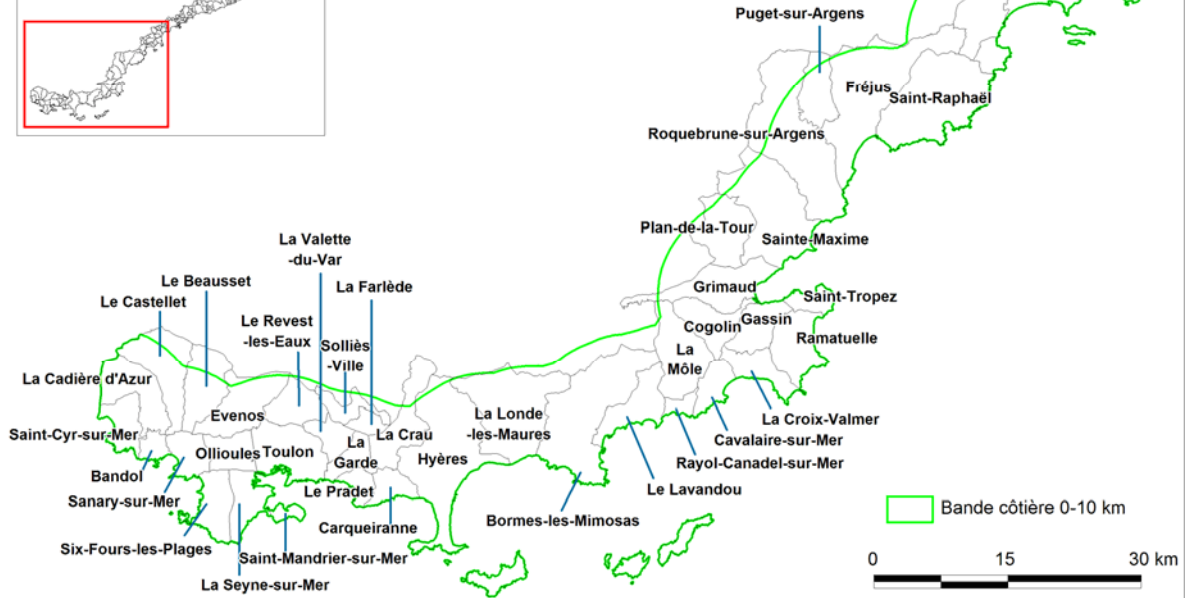 Puget-sur-Argens
Fréjus
Saint-Raphaël
Roquebrune-sur-Argens
Plan-de-la-Tour
Sainte-Maxime
La Valette
-du-Var
Le Beausset
La Farlède
Grimaud
Saint-Tropez
Le Castellet
Le Revest
-les-Eaux
Solliès
-Ville
Cogolin
Gassin
Ramatuelle
La
Môle
La Cadière d'Azur
Evenos
La Londe
-les-Maures
La Croix-Valmer
Saint-Cyr-sur-Mer
La Crau
Cavalaire-sur-Mer
Ollioules
Toulon
La
Garde
Hyères
Rayol-Canadel-sur-Mer
Bandol
Le Pradet
Le Lavandou
Sanary-sur-Mer
Carqueiranne
Bormes-les-Mimosas
Bande côtière 0-10 km
Six-Fours-les-Plages
Saint-Mandrier-sur-Mer
La Seyne-sur-Mer
0 15 30 km